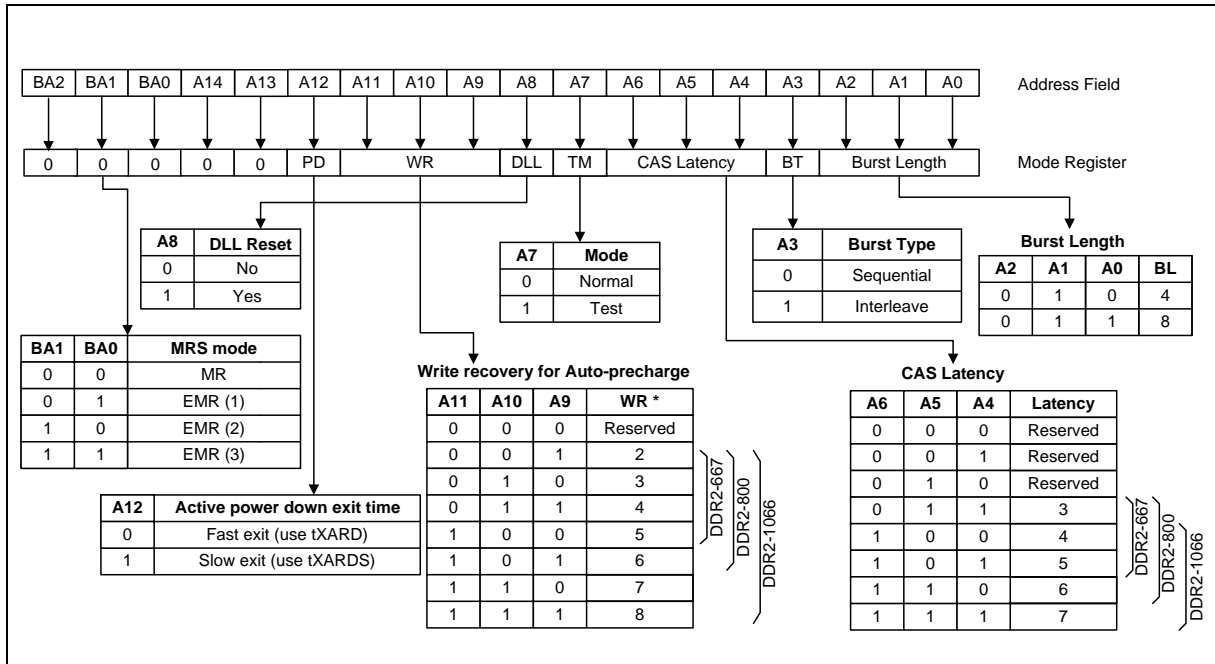 BA2 BA1 BA0 A14 A13 A12 A11 A10 A9 A8 A7 A6 A5 A4 A3 A2 A1 A0 Address Field
0 0 0 0 0 PD WR DLL TM CAS Latency BT Burst Length Mode Register
A8 DLL Reset
0 No
1 Yes
A7 Mode
0 Normal
1 Test
A3 Burst Type
0 Sequential
1 Interleave
Burst Length
A2 A1 A0 BL
0 1 0 4
0 1 1 8
BA1 BA0 MRS mode
0 0 MR
0 1 EMR (1)
1 0 EMR (2)
1 1 EMR (3)
A12 Active power down exit time
0 Fast exit (use tXARD)
1 Slow exit (use tXARDS)
Write recovery for Auto-precharge
A11 A10 A9 WR *
0 0 0 Reserved
0 0 1 2
0 1 0 3
0 1 1 4
1 0 0 5
1 0 1 6
1 1 0 7
1 1 1 8
DDR2-667
DDR2-800
DDR2-1066
CAS Latency
A6 A5 A4 Latency
0 0 0 Reserved
0 0 1 Reserved
0 1 0 Reserved
0 1 1 3
1 0 0 4
1 0 1 5
1 1 0 6
1 1 1 7
DDR2-667
DDR2-800
DDR2-1066